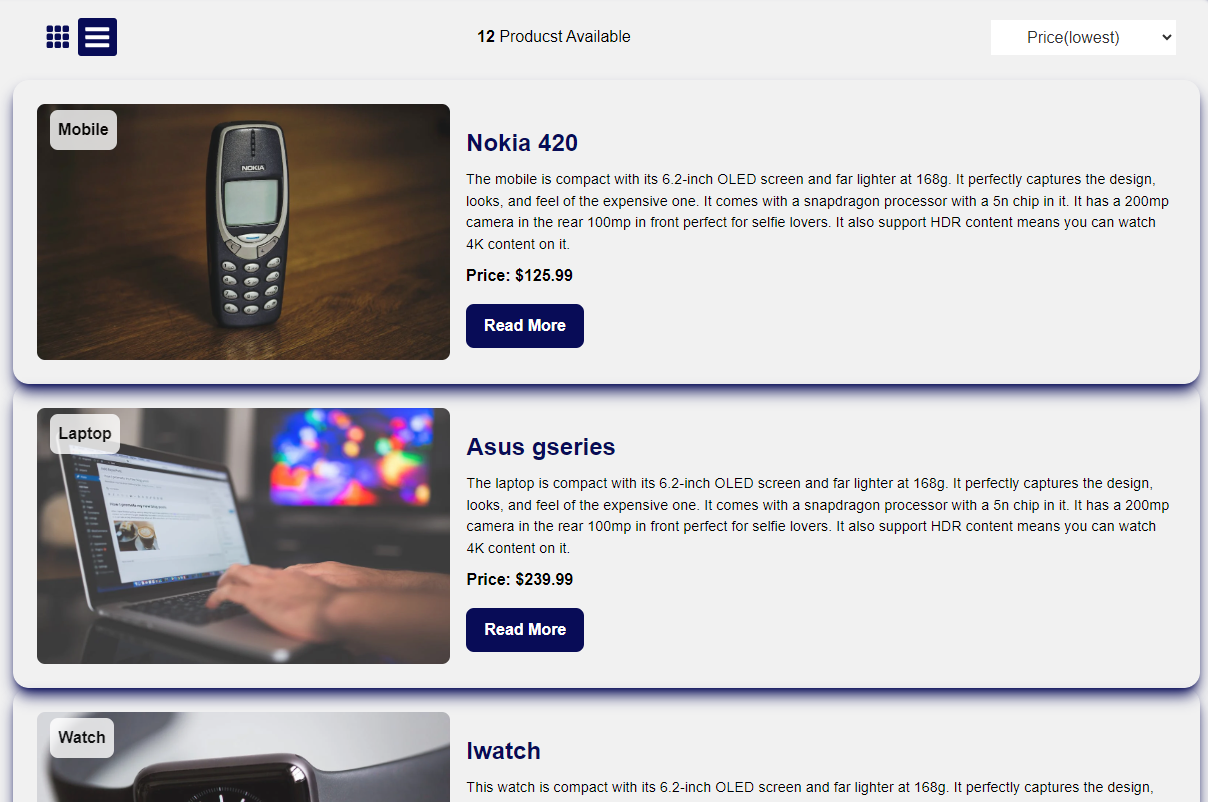 12 Producst Available
Price(lowest)
Mobile
NOKIA
Nokia 420
The mobile is compact with its 6.2-inch OLED screen and far lighter at 168g. It perfectly captures the design,
looks, and feel of the expensive one. It comes with a snapdragon processor with a 5n chip in it. It has a 200mp
camera in the rear 100mp in front perfect for selfie lovers. It also support HDR content means you can watch
4K content on it.
Price: $125.99
Read More
Laptop
Asus gseries
The laptop is compact with its 6.2-inch OLED screen and far lighter at 168g. It perfectly captures the design,
looks, and feel of the expensive one. It comes with a snapdragon processor with a 5n chip in it. It has a 200mp
camera in the rear 100mp in front perfect for selfie lovers. It also support HDR content means you can watch
4K content on it.
Price: $239.99
Read More
Watch
Iwatch
This watch is compact with its 6.2-inch OLED screen and far lighter at 168g. It perfectly captures the design,